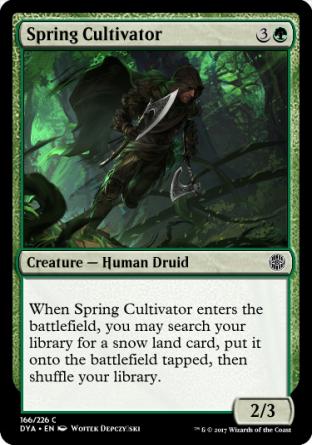 Spring Cultivator 3
Creature — Human Druid
When Spring Cultivator enters the
battlefield, you may search your
library for a snow land card, put it
onto the battlefield tapped, then
shuffle your library.
2/3
166/226 C
DYA • EN Wojtek Depczyński ™ & © 2017 Wizards of the Coast